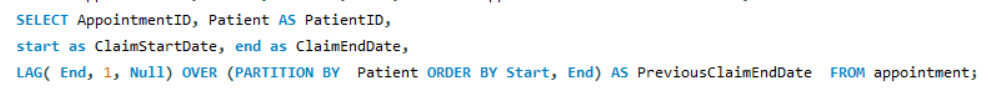 SELECT AppointmentID, Patient AS PatientID,
start as ClaimStartDate, end as ClaimEndDate,
LAG( End, 1, Null) OVER (PARTITION BY  Patient ORDER BY Start, End) AS PreviousClaimEndDate  FROM appointment;